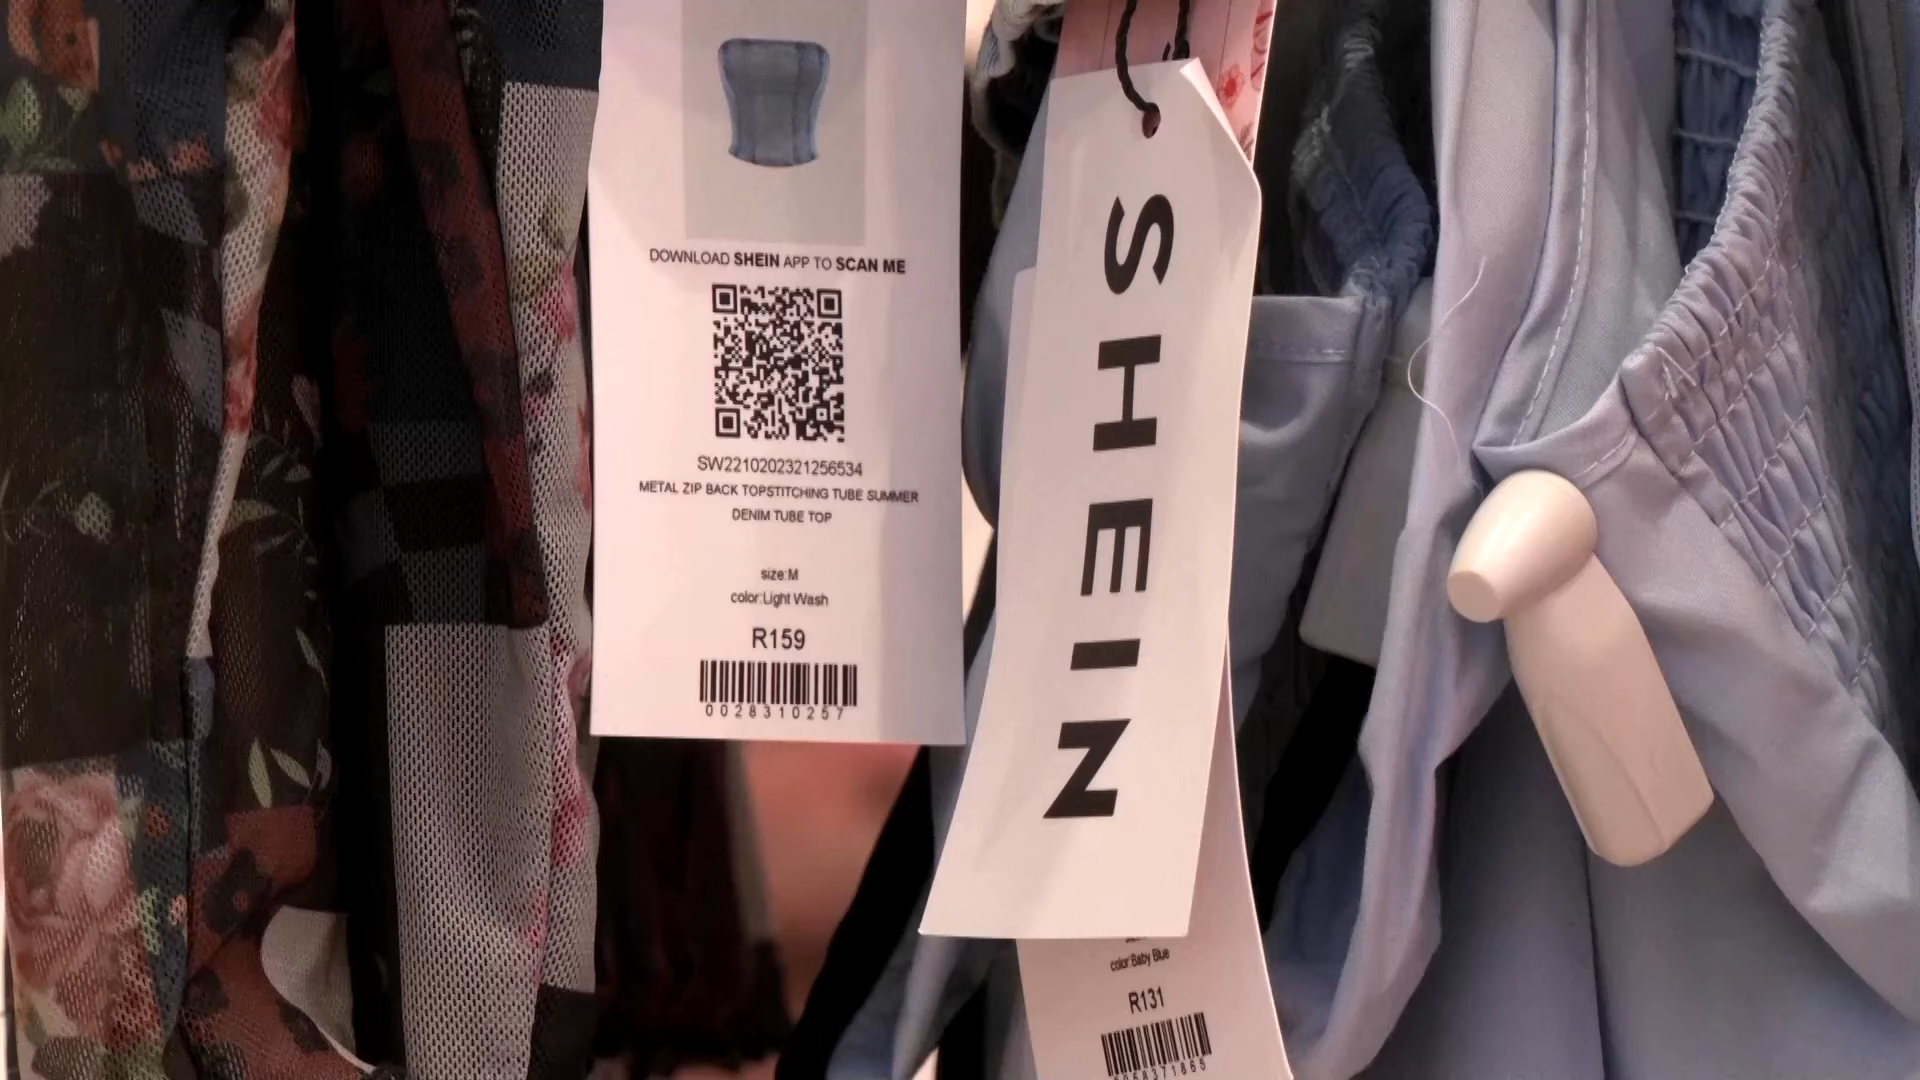 DOWNLOAD SHEIN APP TO SCAN ME
SW2210202321256534
METAL ZIP BACK TOPSTITCHING TUBE SUMMER
DENIM TUBE TOP
size:M
color:Light Wash
R159
0028310257
SHEIN
color:Baby Blue
R131